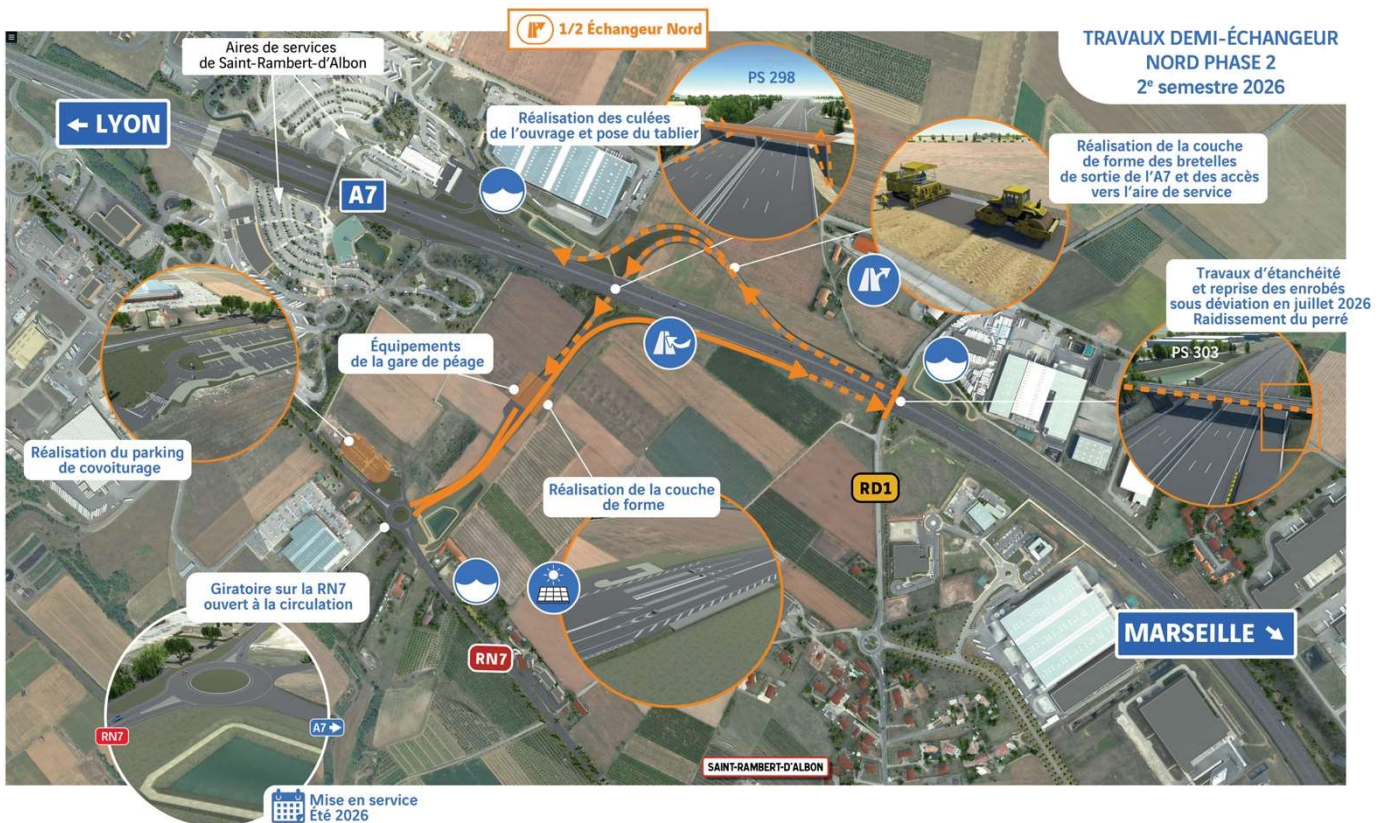 1/2 Échangeur Nord
TRAVAUX DEMI-ÉCHANGEUR
NORD PHASE 2
2e semestre 2026
Aires de services
de Saint-Rambert-d'Albon
← LYON
A7
Réalisation des culées
de l'ouvrage et pose du tablier
PS 298
Réalisation de la couche
de forme des bretelles
de sortie de l'A7 et des accès
vers l'aire de service
Travaux d'étanchéité
et reprise des enrobés
sous déviation en juillet 2026
Raidissement du perré
PS 303
Équipements
de la gare de péage
Réalisation du parking
de covoiturage
Réalisation de la couche
de forme
RD1
Giratoire sur la RN7
ouvert à la circulation
RN7
MARSEILLE ↘
RN7
A7 →
SAINT-RAMBERT-D'ALBON
Mise en service
Été 2026